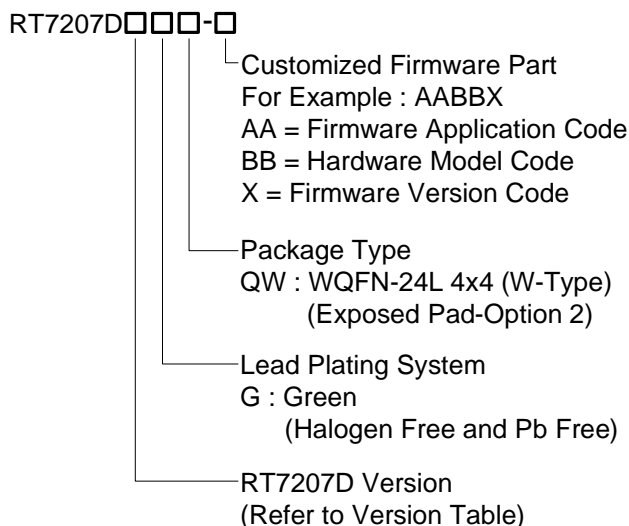 RT7207D□□□-□
Customized Firmware Part
For Example : AABBX
AA = Firmware Application Code
BB = Hardware Model Code
X = Firmware Version Code
Package Type
QW : WQFN-24L 4x4 (W-Type)
(Exposed Pad-Option 2)
Lead Plating System
G : Green
(Halogen Free and Pb Free)
RT7207D Version
(Refer to Version Table)